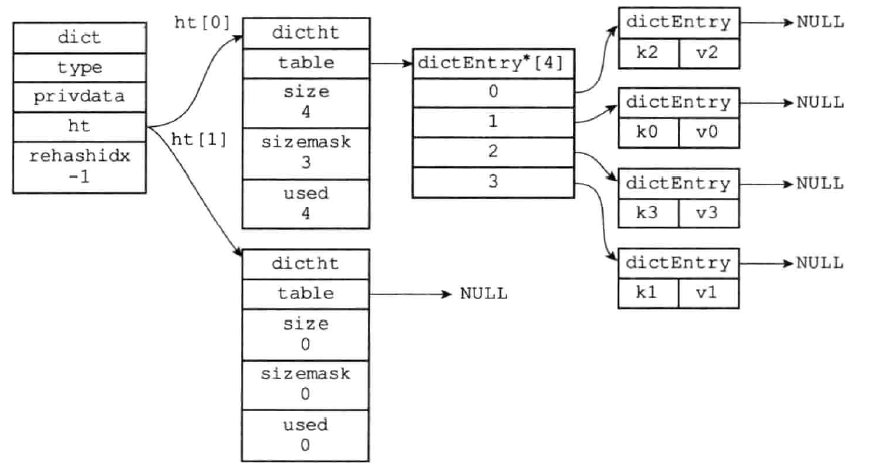 dict
type
privdata
ht
rehashidx
-1
ht[0]
ht[1]
dictht
table
size
4
sizemask
3
used
4
dictht
table
size
0
sizemask
0
used
0
NULL
dictEntry*[4]
0
1
2
3
dictEntry
k2 v2
NULL
dictEntry
k0 v0
NULL
dictEntry
k3 v3
NULL
dictEntry
k1 v1
NULL